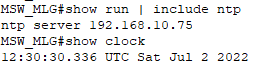 MSW_MLG#show run | include ntp
ntp server 192.168.10.75
MSW_MLG#show clock
12:30:30.336 UTC Sat Jul 2 2022